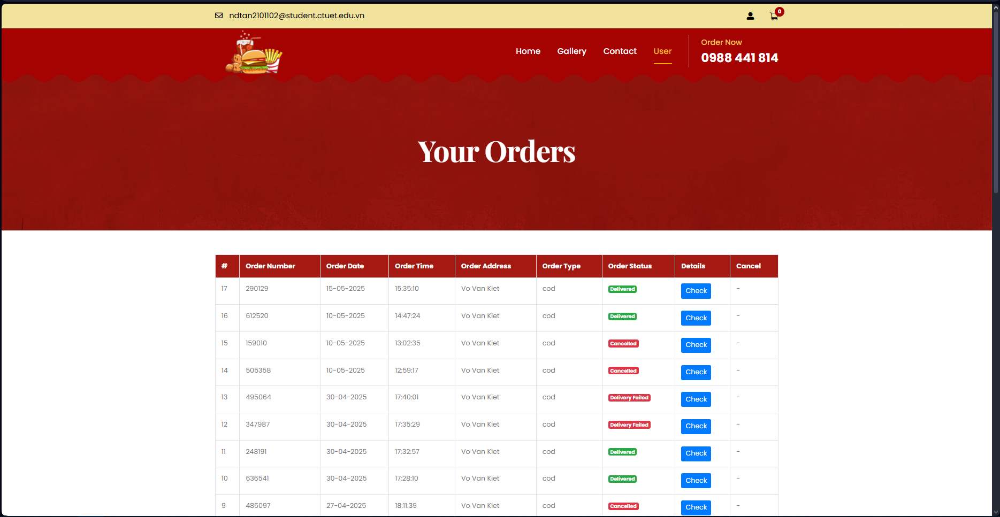 ndtan2101102@student.ctuet.edu.vn 0
Home Gallery Contact User Order Now
0988 441 814
Your Orders
# Order Number Order Date Order Time Order Address Order Type Order Status Details Cancel
17 290129 15-05-2025 15:35:10 Vo Van Kiet cod Delivered Check -
16 612520 10-05-2025 14:47:24 Vo Van Kiet cod Delivered Check -
15 159010 10-05-2025 13:02:35 Vo Van Kiet cod Cancelled Check -
14 505358 10-05-2025 12:59:17 Vo Van Kiet cod Cancelled Check -
13 495064 30-04-2025 17:40:01 Vo Van Kiet cod Delivery Failed Check -
12 347987 30-04-2025 17:35:29 Vo Van Kiet cod Delivery Failed Check -
11 248191 30-04-2025 17:32:57 Vo Van Kiet cod Delivered Check -
10 636541 30-04-2025 17:28:10 Vo Van Kiet cod Delivered Check -
9 485097 27-04-2025 18:11:39 Vo Van Kiet cod Cancelled Check -